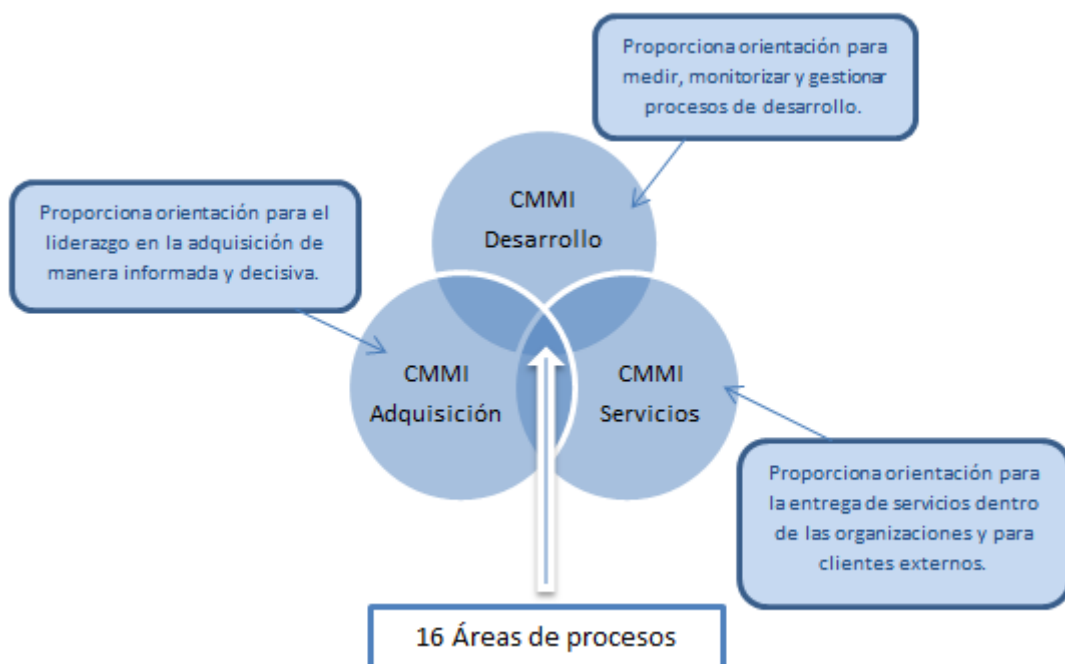 Proporciona orientación para
medir, monitorizar y gestionar
procesos de desarrollo.
CMMI
Desarrollo
Proporciona orientación para el
liderazgo en la adquisición de
manera informada y decisiva.
CMMI
Adquisición
CMMI
Servicios
Proporciona orientación para
la entrega de servicios dentro
de las organizaciones y para
clientes externos.
16 Áreas de procesos